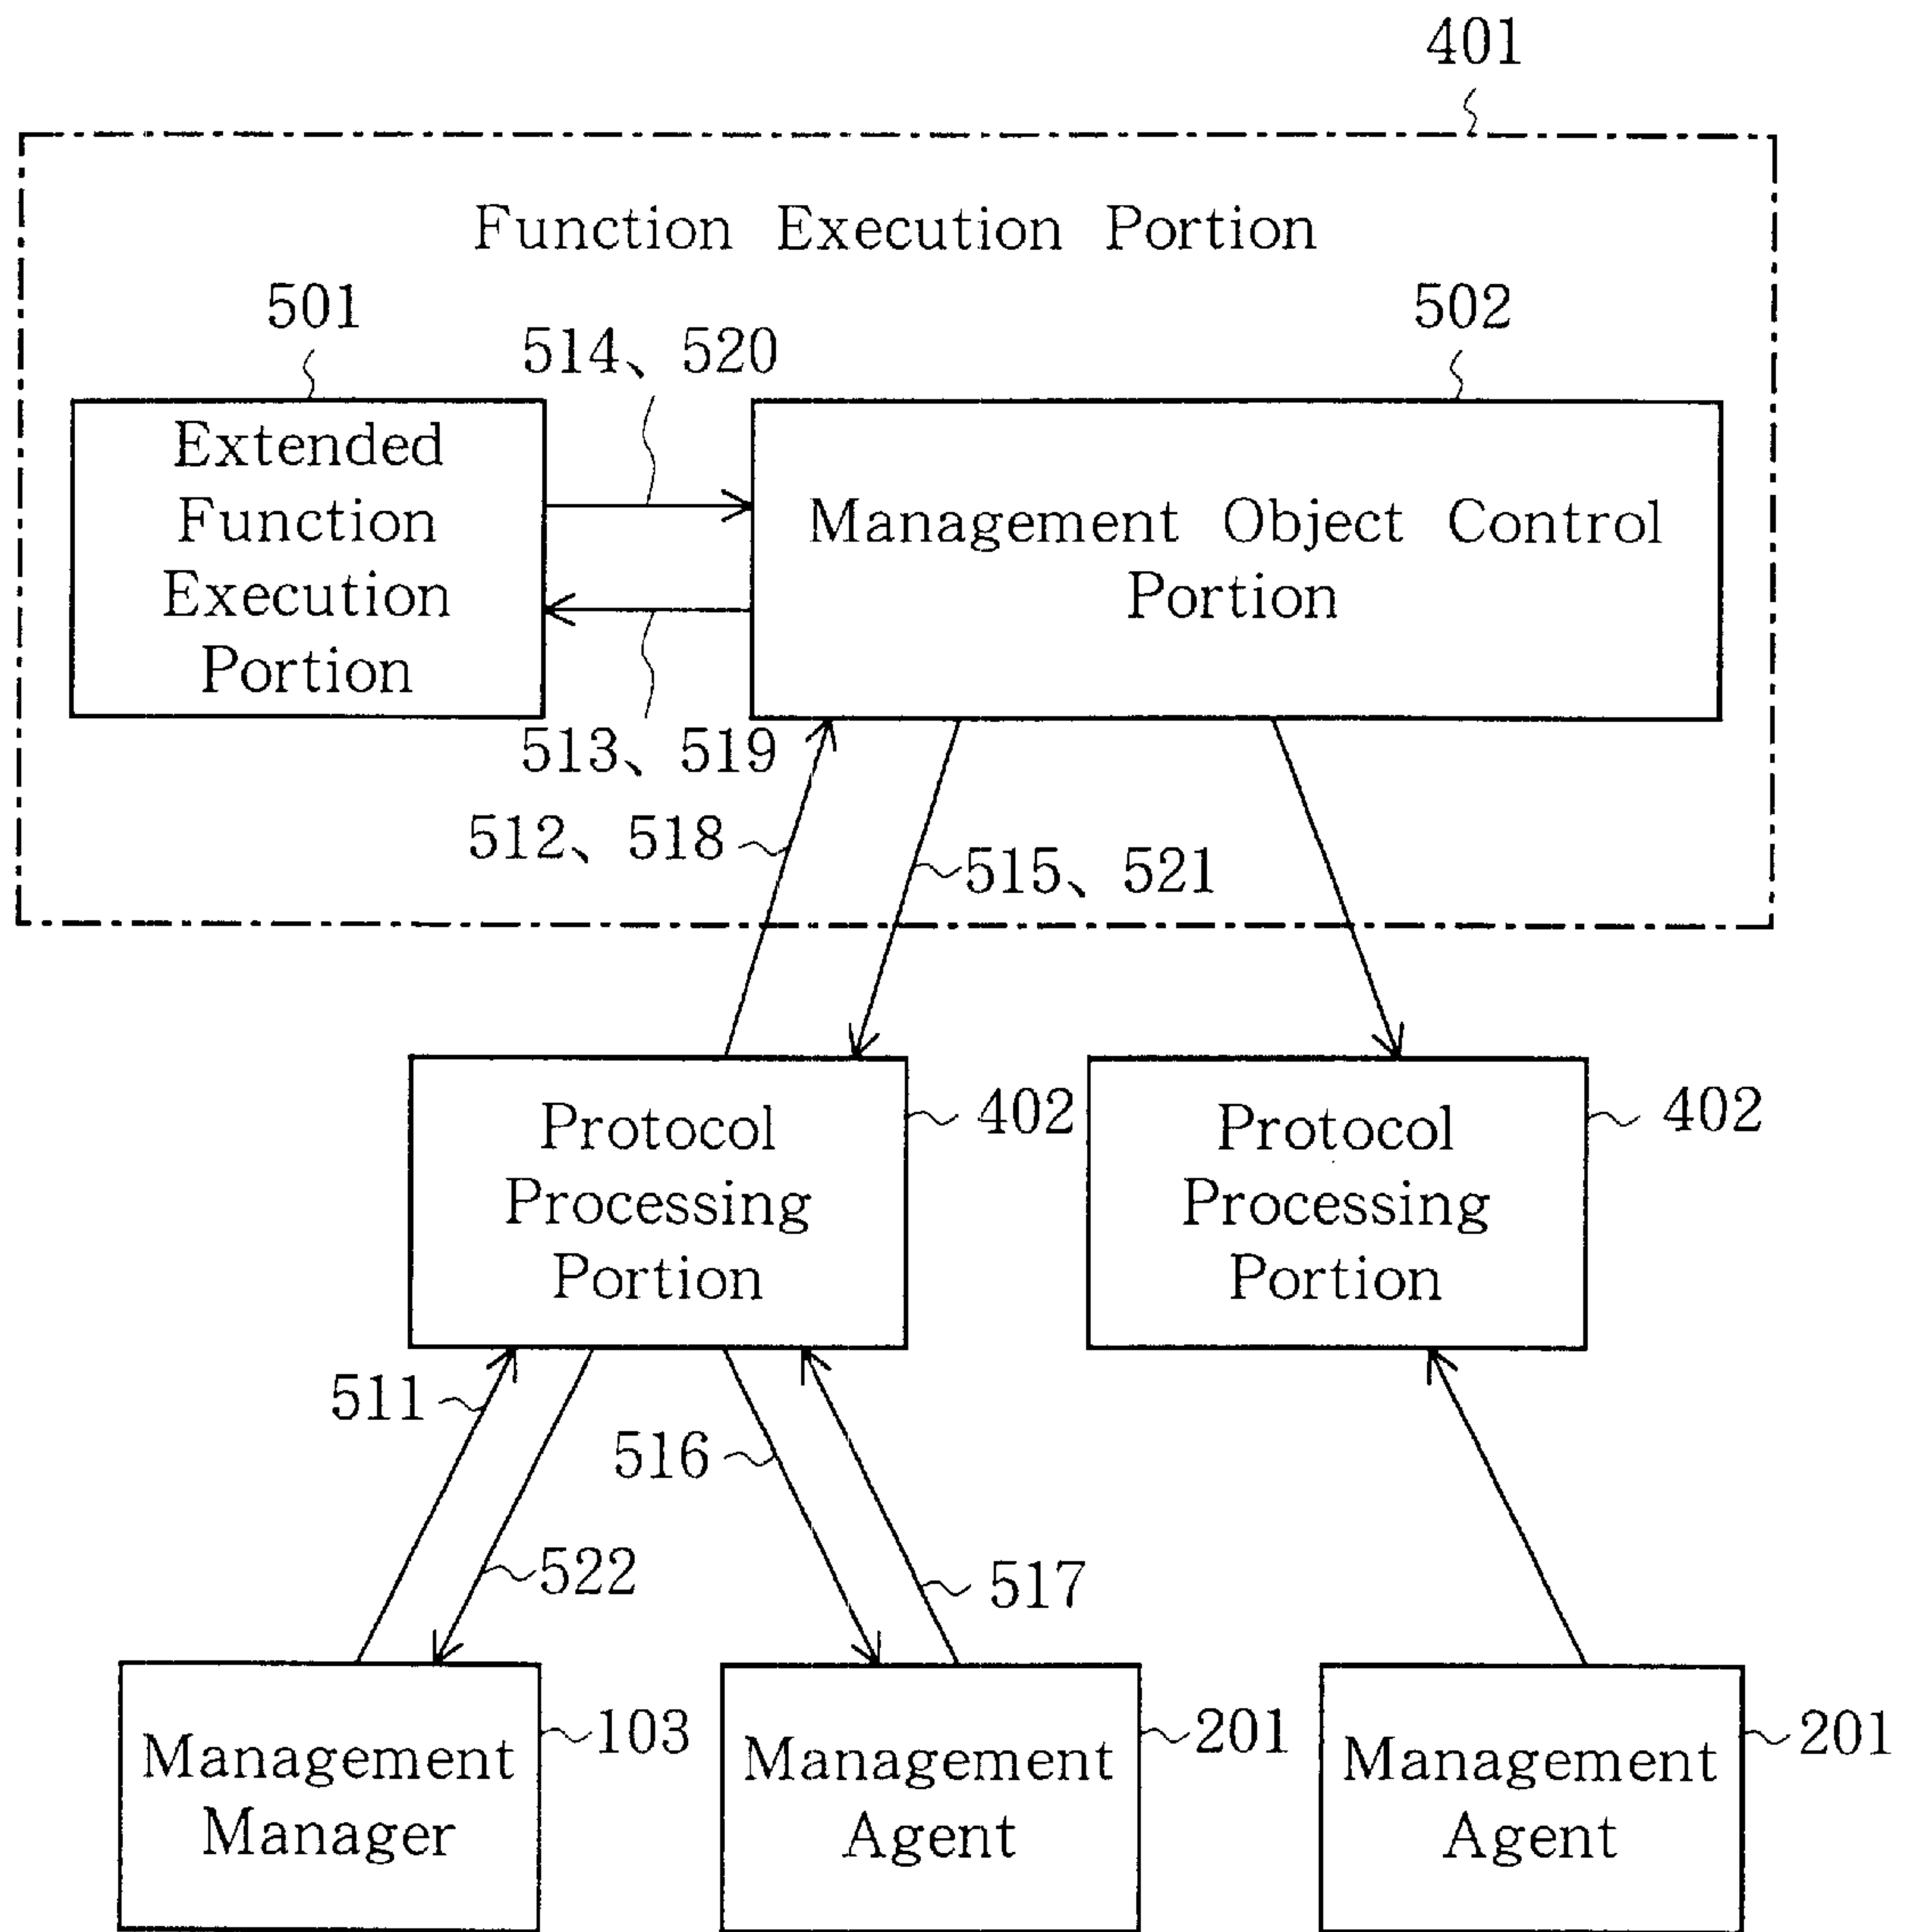 401
Function Execution Portion
501
502
514、520
Extended
Function
Execution
Portion
Management Object Control
Portion
513、519
512、518
515、521
Protocol
Processing
Portion
402
Protocol
Processing
Portion
402
511
516
522
517
Management
Manager
103
Management
Agent
201
Management
Agent
201